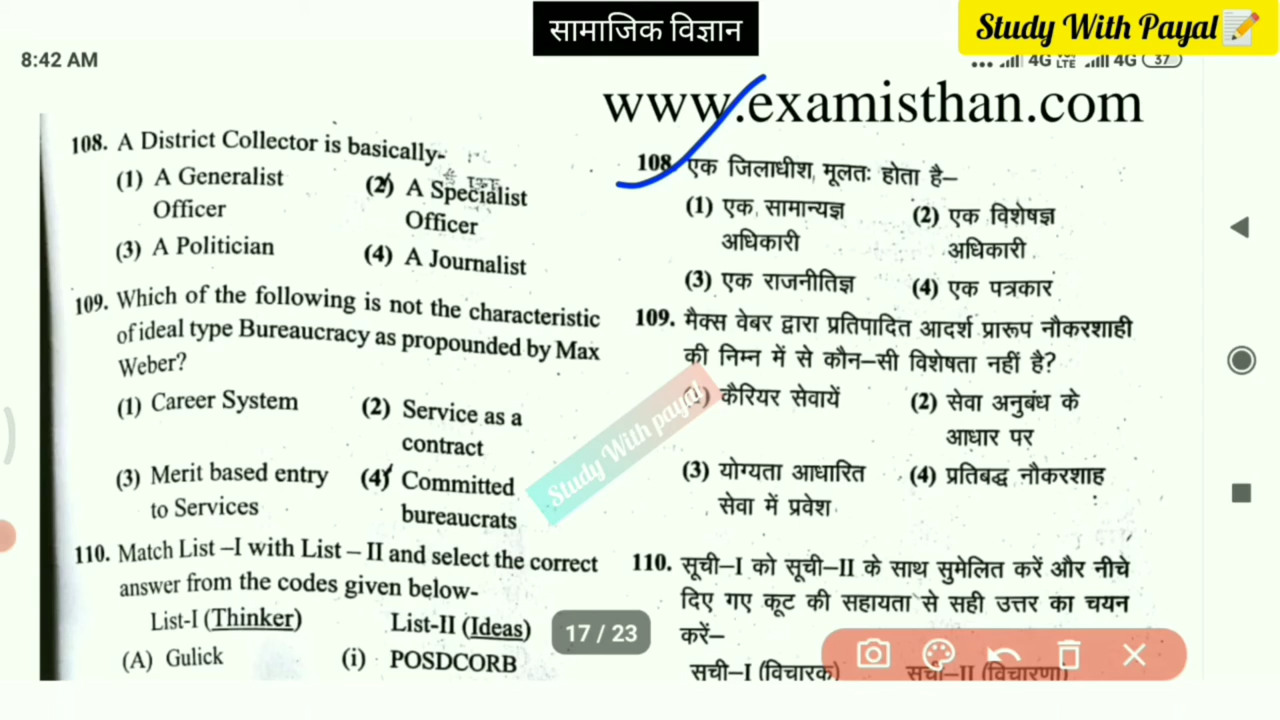 सामाजिक विज्ञान
Study With Payal
8:42 AM
4G VoLTE 4G 37
www.examisthan.com
108. A District Collector is basically-
(1) A Generalist Officer
(2) A Specialist Officer
(3) A Politician
(4) A Journalist
109. Which of the following is not the characteristic
of ideal type Bureaucracy as propounded by Max
Weber?
(1) Career System
(2) Service as a
contract
(3) Merit based entry
to Services
(4) Committed
bureaucrats
110. Match List –I with List – II and select the correct
answer from the codes given below-
List-I (Thinker) List-II (Ideas)
(A) Gulick (i) POSDCORB
108. एक जिलाधीश, मूलतः होता है–
(1) एक सामान्यज्ञ
अधिकारी
(2) एक विशेषज्ञ
अधिकारी
(3) एक राजनीतिज्ञ
(4) एक पत्रकार
109. मैक्स वेबर द्वारा प्रतिपादित आदर्श प्रारूप नौकरशाही
की निम्न में से कौन–सी विशेषता नहीं है?
कैरियर सेवायें
(2) सेवा अनुबंध के
आधार पर
(3) योग्यता आधारित
सेवा में प्रवेश
(4) प्रतिबद्ध नौकरशाह
110. सूची–I को सूची–II के साथ सुमेलित करें और नीचे
दिए गए कूट की सहायता से सही उत्तर का चयन
करें–
सूची–I (विचारक) सूची–II (विचारणा)
Study With payal
17 / 23